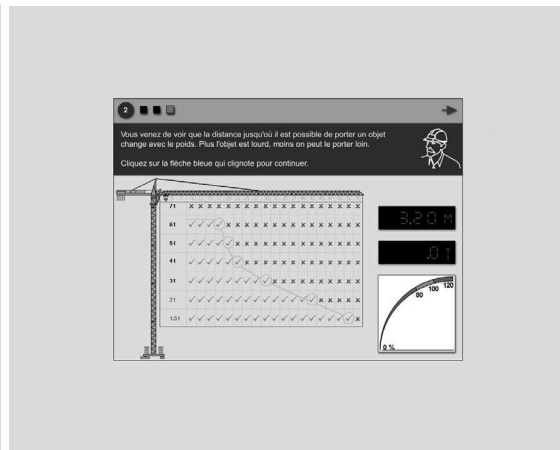 2
Vous venez de voir que la distance jusqu'où il est possible de porter un objet
change avec le poids. Plus l'objet est lourd, moins on peut le porter loin.
Cliquez sur la flèche bleue qui clignote pour continuer.
7 t
6 t
5 t
4 t
3 t
2 t
1,5 t
3.20 M
.0 T
80 100 120
0 %